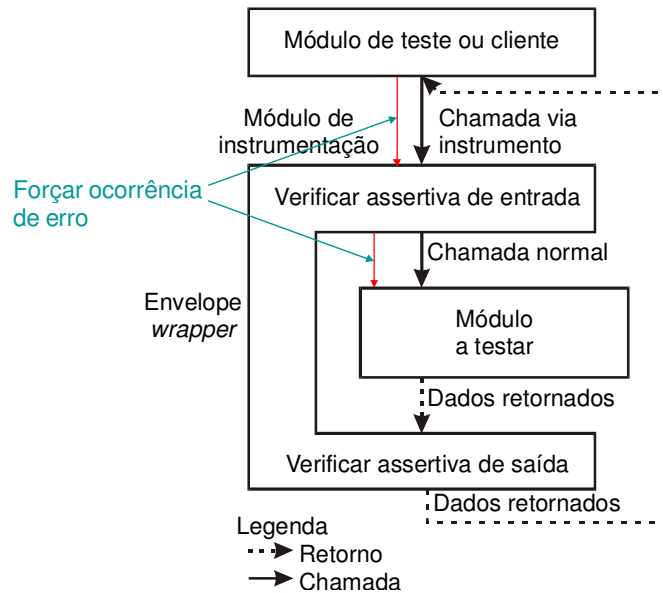 Módulo de teste ou cliente
Módulo de
instrumentação
Chamada via
instrumento
Forçar ocorrência
de erro
Verificar assertiva de entrada
Chamada normal
Envelope
wrapper
Módulo
a testar
Dados retornados
Verificar assertiva de saída
Dados retornados
Legenda
Retorno
Chamada